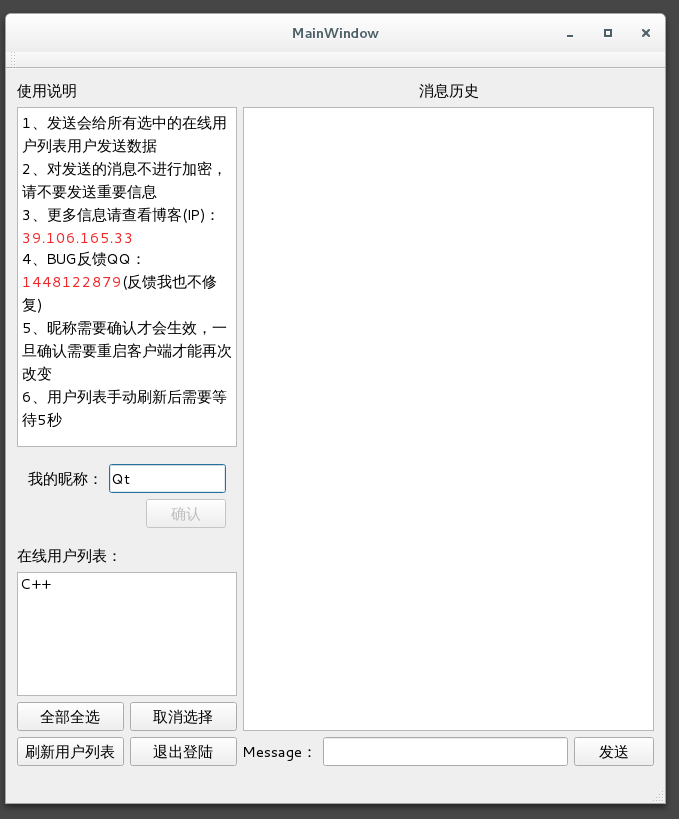 MainWindow
使用说明
消息历史
1、发送会给所有选中的在线用
户列表用户发送数据
2、对发送的消息不进行加密，
请不要发送重要信息
3、更多信息请查看博客(IP)：
39.106.165.33
4、BUG反馈QQ：
1448122879(反馈我也不修
复)
5、昵称需要确认才会生效，一
旦确认需要重启客户端才能再次
改变
6、用户列表手动刷新后需要等
待5秒
我的昵称： Qt
确认
在线用户列表：
C++
全部全选 取消选择
刷新用户列表 退出登陆 Message： 发送